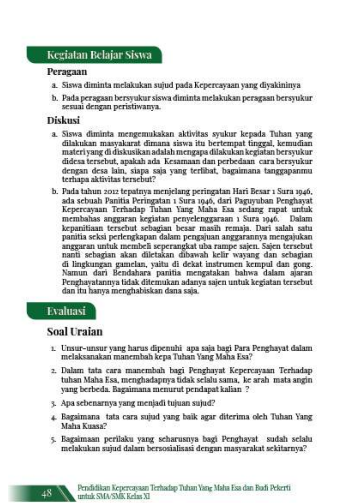 Kegiatan Belajar Siswa
Peragaan
a. Siswa diminta melakukan sujud pada Kepercayaan yang diyakininya
b. Pada peragaan bersyukur siswa diminta melakukan peragaan bersyukur
sesuai dengan peristiwanya.
Diskusi
a. Siswa diminta mengemukakan aktivitas syukur kepada Tuhan yang
dilakukan masyakarat dimana siswa itu bertempat tinggal, kemudian
materi yang di diskusikan adalah mengapa dilakukan kegiatan bersyukur
didesa tersebut, apakah ada Kesamaan dan perbedaan cara bersyukur
dengan desa lain, siapa saja yang terlibat, bagaimana tanggapanmu
terhapa aktivitas tersebut?
b. Pada tahun 2012 tepatnya menjelang peringatan Hari Besar 1 Sura 1946,
ada sebuah Panitia Peringatan 1 Sura 1946, dari Paguyuban Penghayat
Kepercayaan Terhadap Tuhan Yang Maha Esa sedang rapat untuk
membahas anggaran kegiatan penyelenggaraan 1 Sura 1946. Dalam
kepanitiaan tersebut sebagian besar masih remaja. Dari salah satu
panitia seksi perlengkapan dalam pengajuan anggarannya mengajukan
anggaran untuk membeli seperangkat uba rampe sajen. Sajen tersebut
nanti sebagian akan diletakan dibawah kelir wayang dan sebagian
di lingkungan gamelan, yaitu di dekat instrumen kempul dan gong.
Namun dari Bendahara panitia mengatakan bahwa dalam ajaran
Penghayatannya tidak ditemukan adanya sajen untuk kegiatan tersebut
dan itu hanya menghabiskan dana saja.
Evaluasi
Soal Uraian
1. Unsur-unsur yang harus dipenuhi apa saja bagi Para Penghayat dalam
melaksanakan manembah kepa Tuhan Yang Maha Esa?
2. Dalam tata cara manembah bagi Penghayat Kepercayaan Terhadap
tuhan Maha Esa, menghadapnya tidak selalu sama, ke arah mata angin
yang berbeda. Bagaimana menurut pendapat kalian ?
3. Apa sebenarnya yang menjadi tujuan sujud?
4. Bagaimana tata cara sujud yang baik agar diterima oleh Tuhan Yang
Maha Kuasa?
5. Bagaimaan perilaku yang seharusnya bagi Penghayat sudah selalu
melakukan sujud dalam bersosialisasi dengan masyarakat sekitarnya?
48
Pendidikan Kepercayaan Terhadap Tuhan Yang Maha Esa dan Budi Pekerti
untuk SMA/SMK Kelas XI